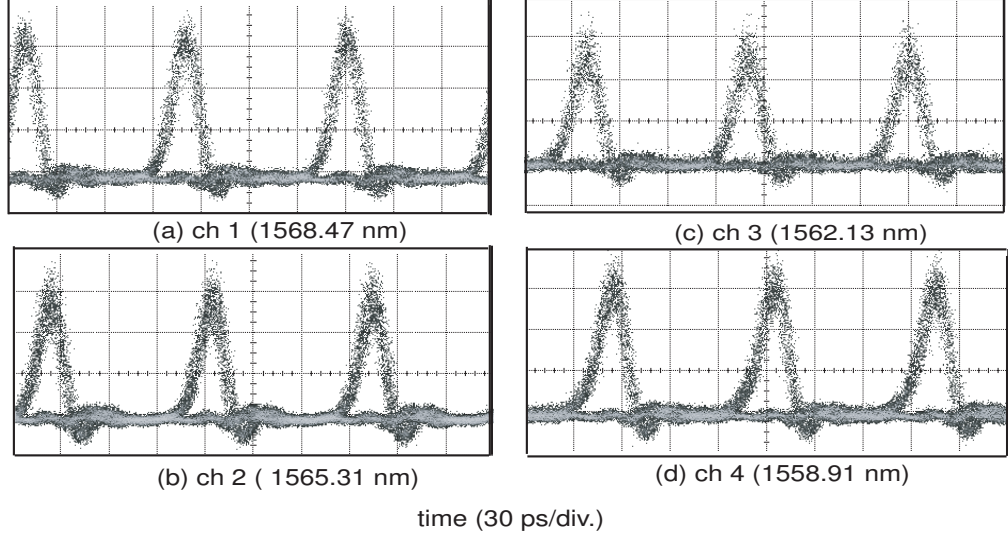 (a) ch 1 (1568.47 nm)
(c) ch 3 (1562.13 nm)
(b) ch 2 ( 1565.31 nm)
(d) ch 4 (1558.91 nm)
time (30 ps/div.)